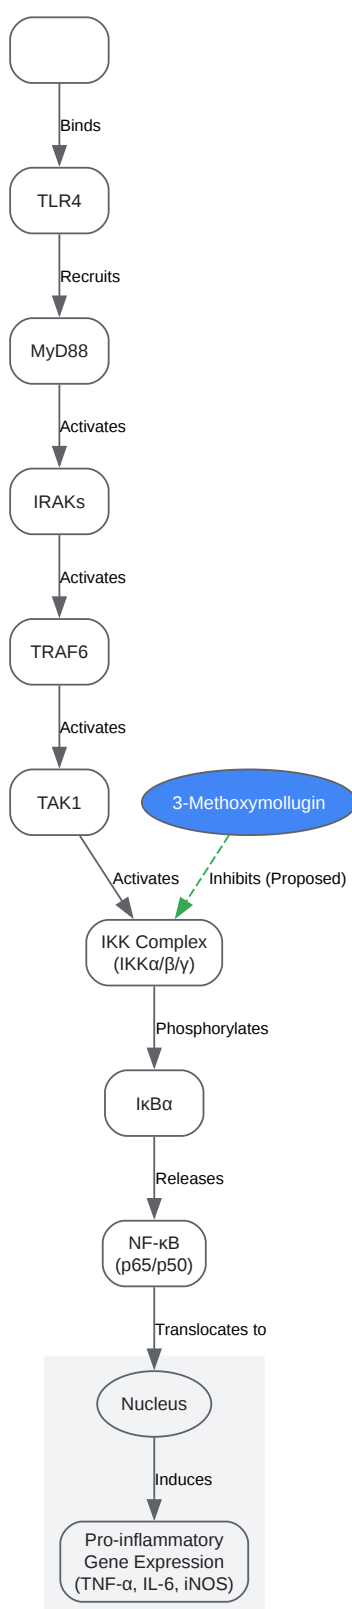 Binds
TLR4
Recruits
MyD88
Activates
IRAKs
Activates
TRAF6
Activates
TAK1
3-Methoxymollugin
Activates
Inhibits (Proposed)
IKK Complex
(IKKα/β/γ)
Phosphorylates
IκBα
Releases
NF-κB
(p65/p50)
Translocates to
Nucleus
Induces
Pro-inflammatory
Gene Expression
(TNF-α, IL-6, iNOS)